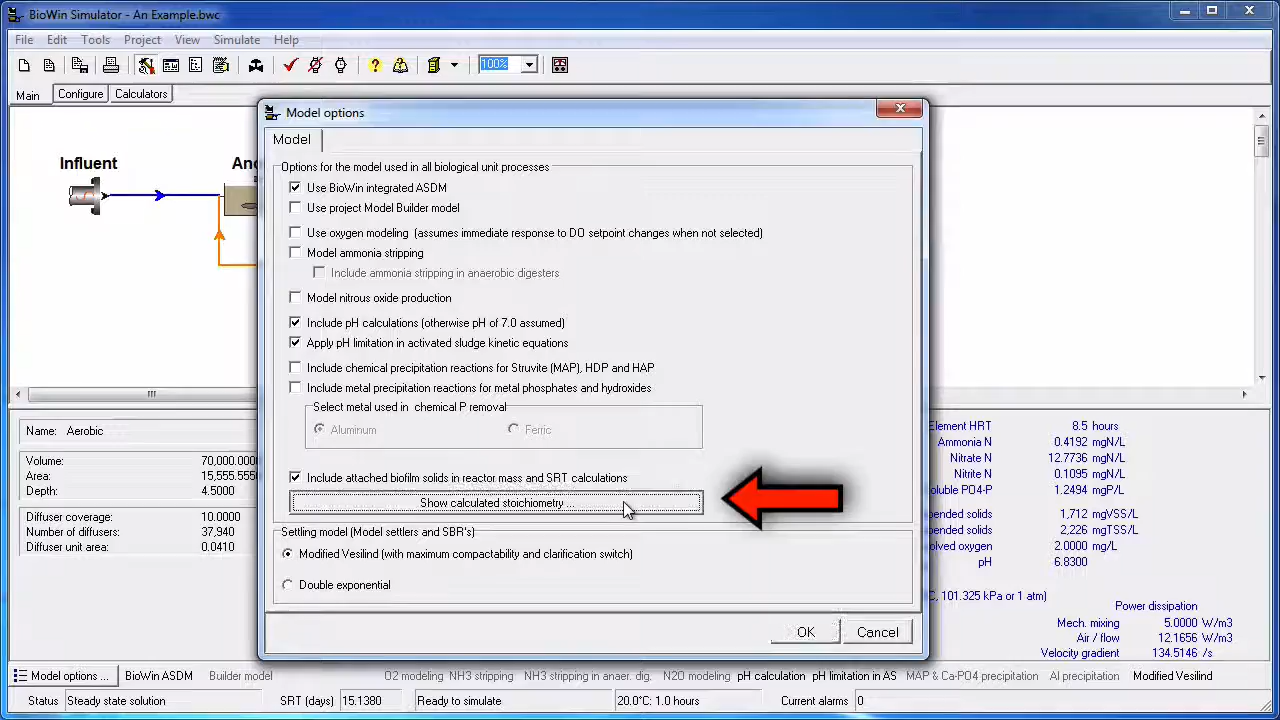 BioWin Simulator - An Example.bwc
File Edit Tools Project View Simulate Help
100%
Main Configure Calculators
Influent
Model options
Model
Options for the model used in all biological unit processes:
Use BioWin integrated ASDM
Use project Model Builder model
Use oxygen modeling (assumes immediate response to DO setpoint changes when not selected)
Model ammonia stripping
Include ammonia stripping in anaerobic digesters
Model nitrous oxide production
Include pH calculations (otherwise pH of 7.0 assumed)
Apply pH limitation in activated sludge kinetic equations
Include chemical precipitation reactions for Struvite (MAP), HDP and HAP
Include metal precipitation reactions for metal phosphates and hydroxides
Select metal used in chemical P removal
Aluminum Ferric
Include attached biofilm solids in reactor mass and SRT calculations
Show calculated stoichiometry ...
Settling model (Model settlers and SBR's)
Modified Vesilind (with maximum compactability and clarification switch)
Double exponential
OK Cancel
Name: Aerobic
Volume: 70,000.0000
Area: 15,555.5556
Depth: 4.5000
Diffuser coverage: 10.0000
Number of diffusers: 37,94
Diffuser unit area: 0.0410
Element HRT 8.5 hours
Ammonia N 0.4192 mgN/L
Nitrate N 12.7736 mgN/L
Nitrite N 0.1095 mgN/L
oluble PO4-P 1.2494 mgP/L
ended solids 1,712 mgVSS/L
ended solids 2,226 mgTSS/L
olved oxygen 2.0000 mg/L
pH 6.8300
°C, 101.325 kPa or 1 atm)
Power dissipation
Mech. mixing 5.0000 W/m3
Air / flow 12.1656 W/m3
Velocity gradient 134.5146 /s
Model options ... BioWin ASDM Builder model O2 modeling NH3 stripping NH3 stripping in anaer. dig. N2O modeling pH calculation pH limitation in AS MAP & Ca-PO4 precipitation Al precipitation Modified Vesilind
Status Steady state solution SRT (days) 15.1380 Ready to simulate 20.0°C: 1.0 hours Current alarms 0